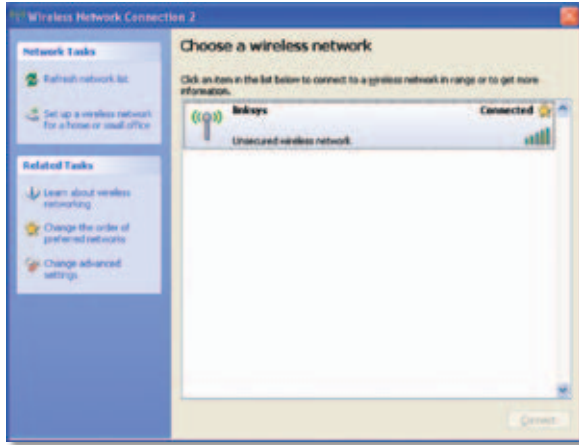 Wireless Network Connection 2
Network Tasks
Refresh network list
Set up a wireless network
for a home or small office
Related Tasks
Learn about wireless
networking
Change the order of
preferred networks
Change advanced
settings
Choose a wireless network
Click an item in the list below to connect to a wireless network in range or to get more
information.
linksys
Connected
Unsecured wireless network
Connect